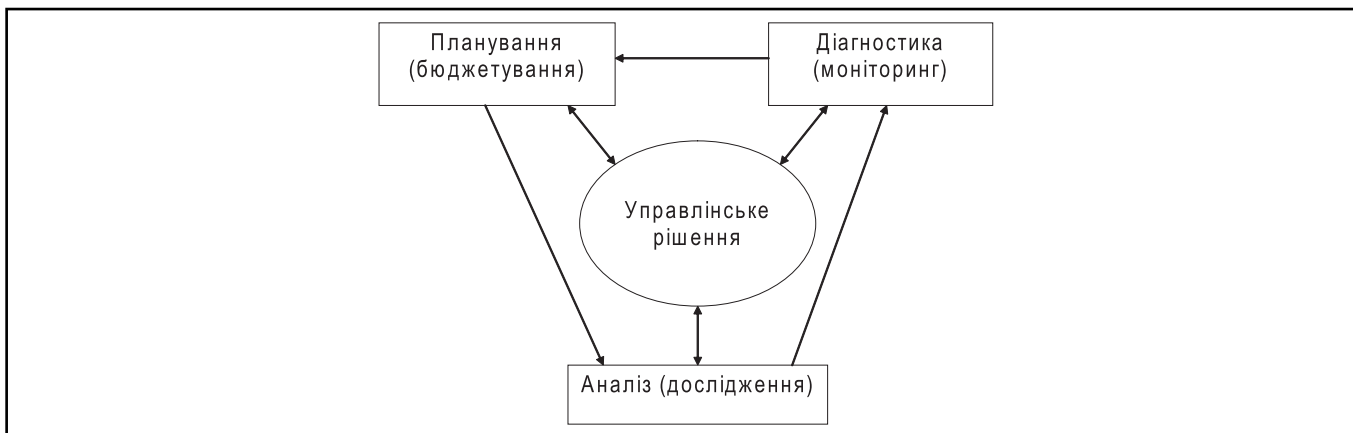 Планування
(бюджетування)
Діагностика
(моніторинг)
Управлінське
рішення
Аналіз (дослідження)